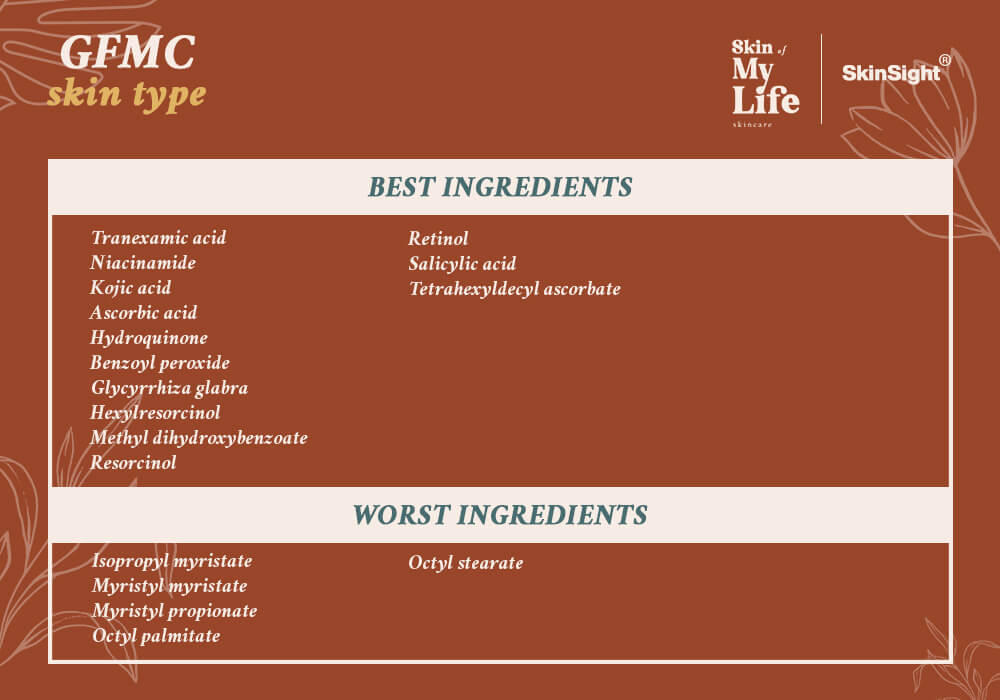 GFMC
skin type
Skin of
My
Life
skincare
SkinSight®
BEST INGREDIENTS
Tranexamic acid
Niacinamide
Kojic acid
Ascorbic acid
Hydroquinone
Benzoyl peroxide
Glycyrrhiza glabra
Hexylresorcinol
Methyl dihydroxybenzoate
Resorcinol
Retinol
Salicylic acid
Tetrahexyldecyl ascorbate
WORST INGREDIENTS
Isopropyl myristate
Myristyl myristate
Myristyl propionate
Octyl palmitate
Octyl stearate